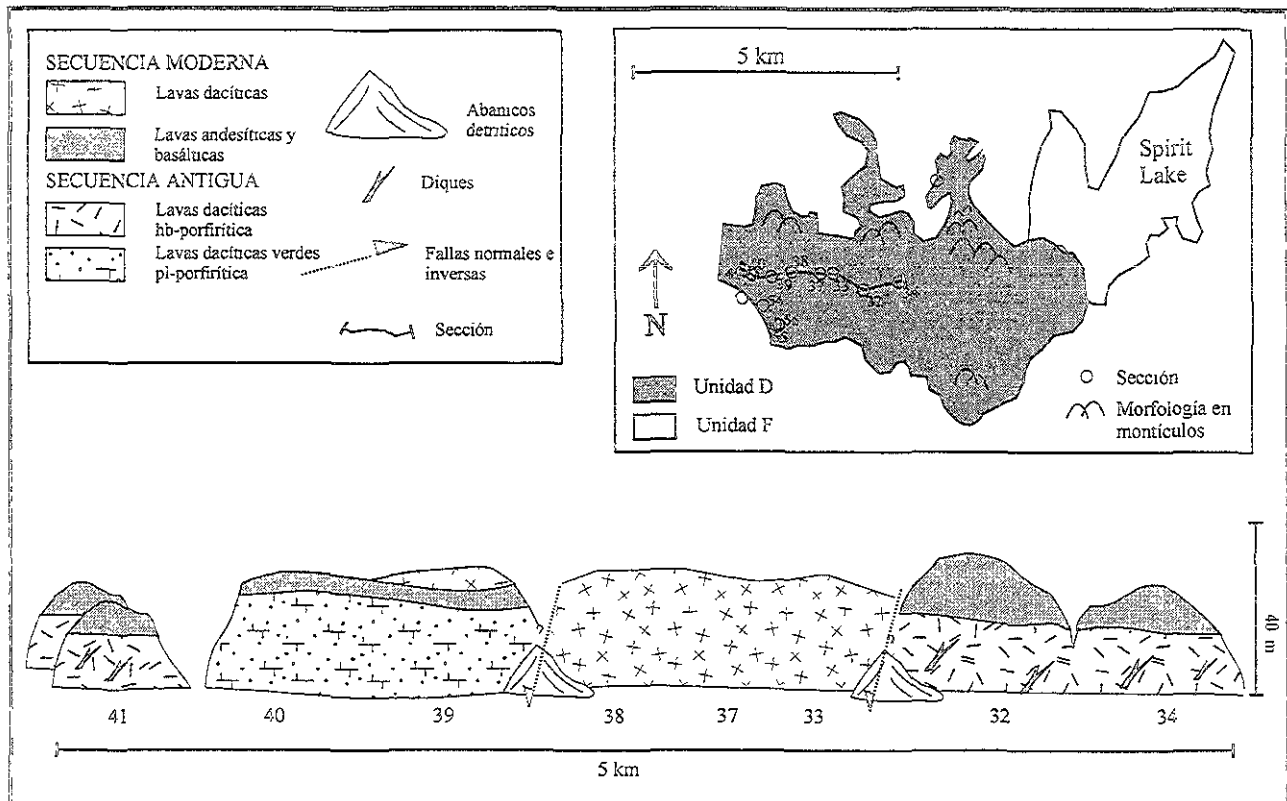 SECUENCIA MODERNA
Lavas dacíticas
Lavas andesíticas y
basálticas
SECUENCIA ANTIGUA
Lavas dacíticas
hb-porfirítica
Lavas dacíticas verdes
pl-porfirítica
Abanicos
detríticos
Diques
Fallas normales e
inversas
Sección
5 km
Spirit
Lake
N
Unidad D
Unidad F
Sección
Morfología en
montículos
38
40 m
41
40
39
38
37
33
32
34
5 km